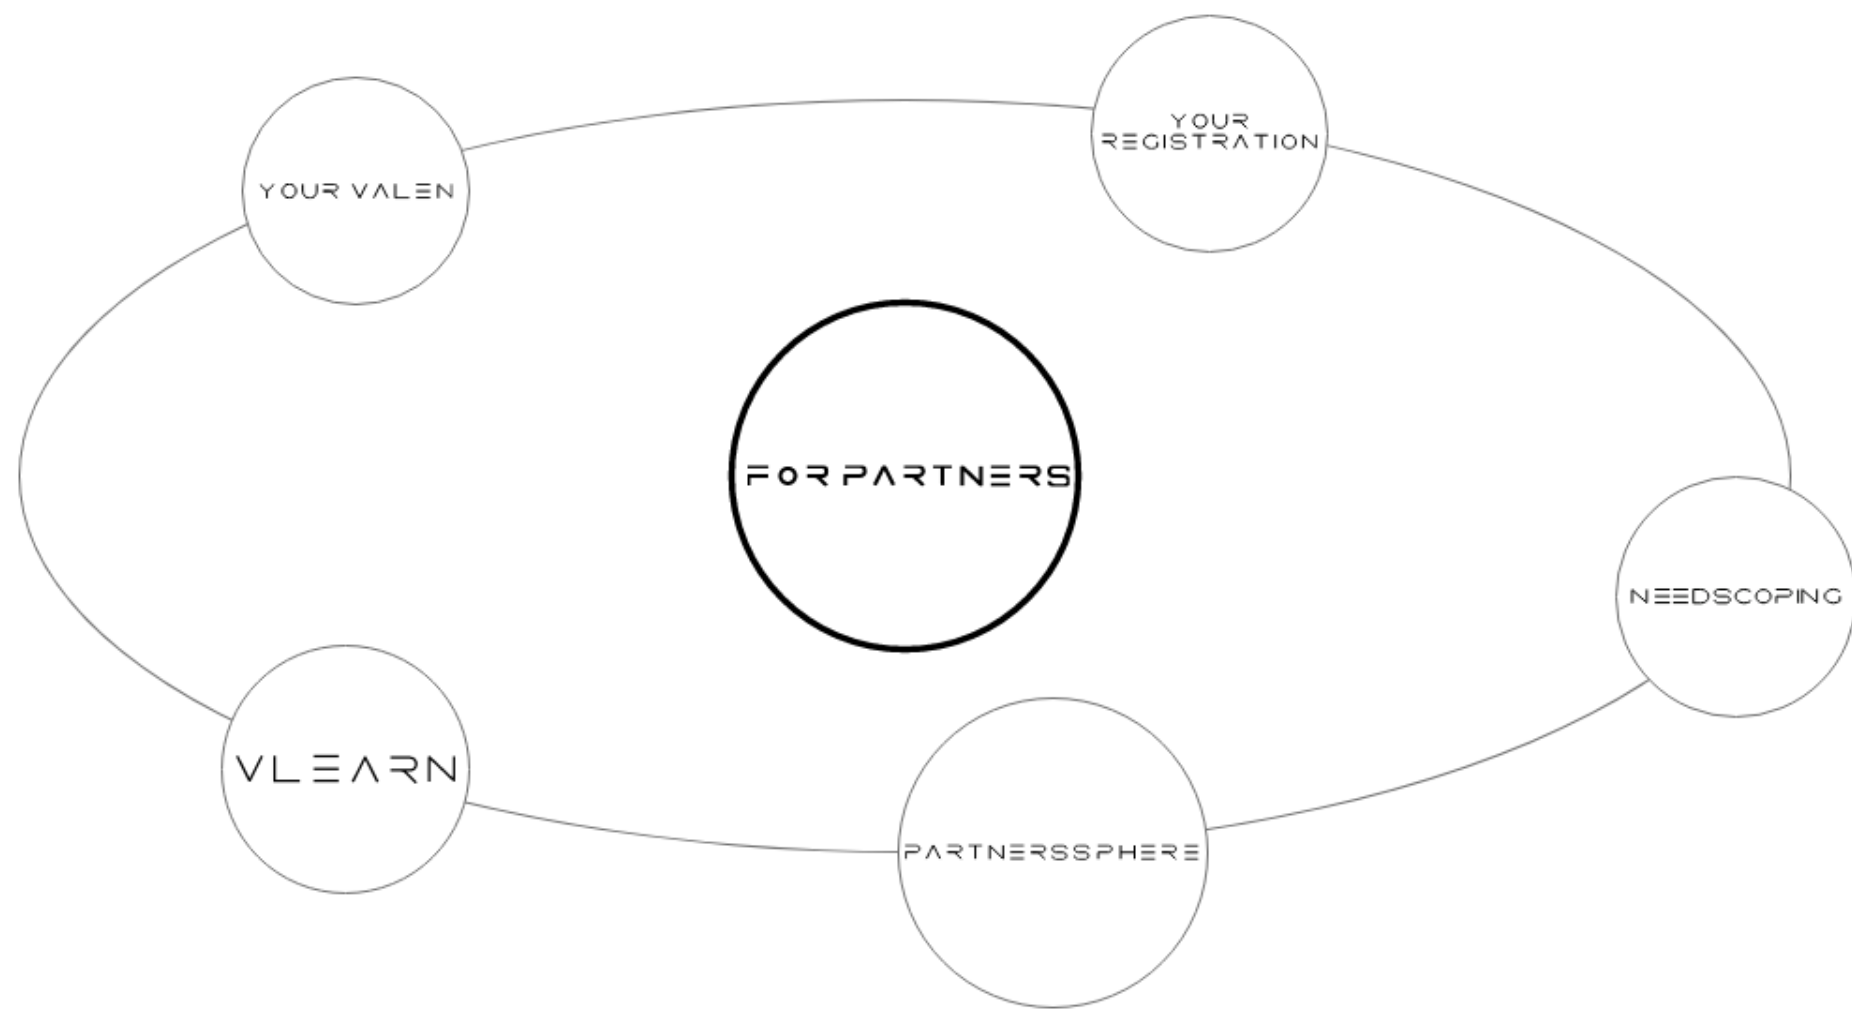 YOUR
REGISTRATION
YOUR VALEN
FOR PARTNERS
NEEDSCOPING
VLEARN
PARTNERSSPHERE